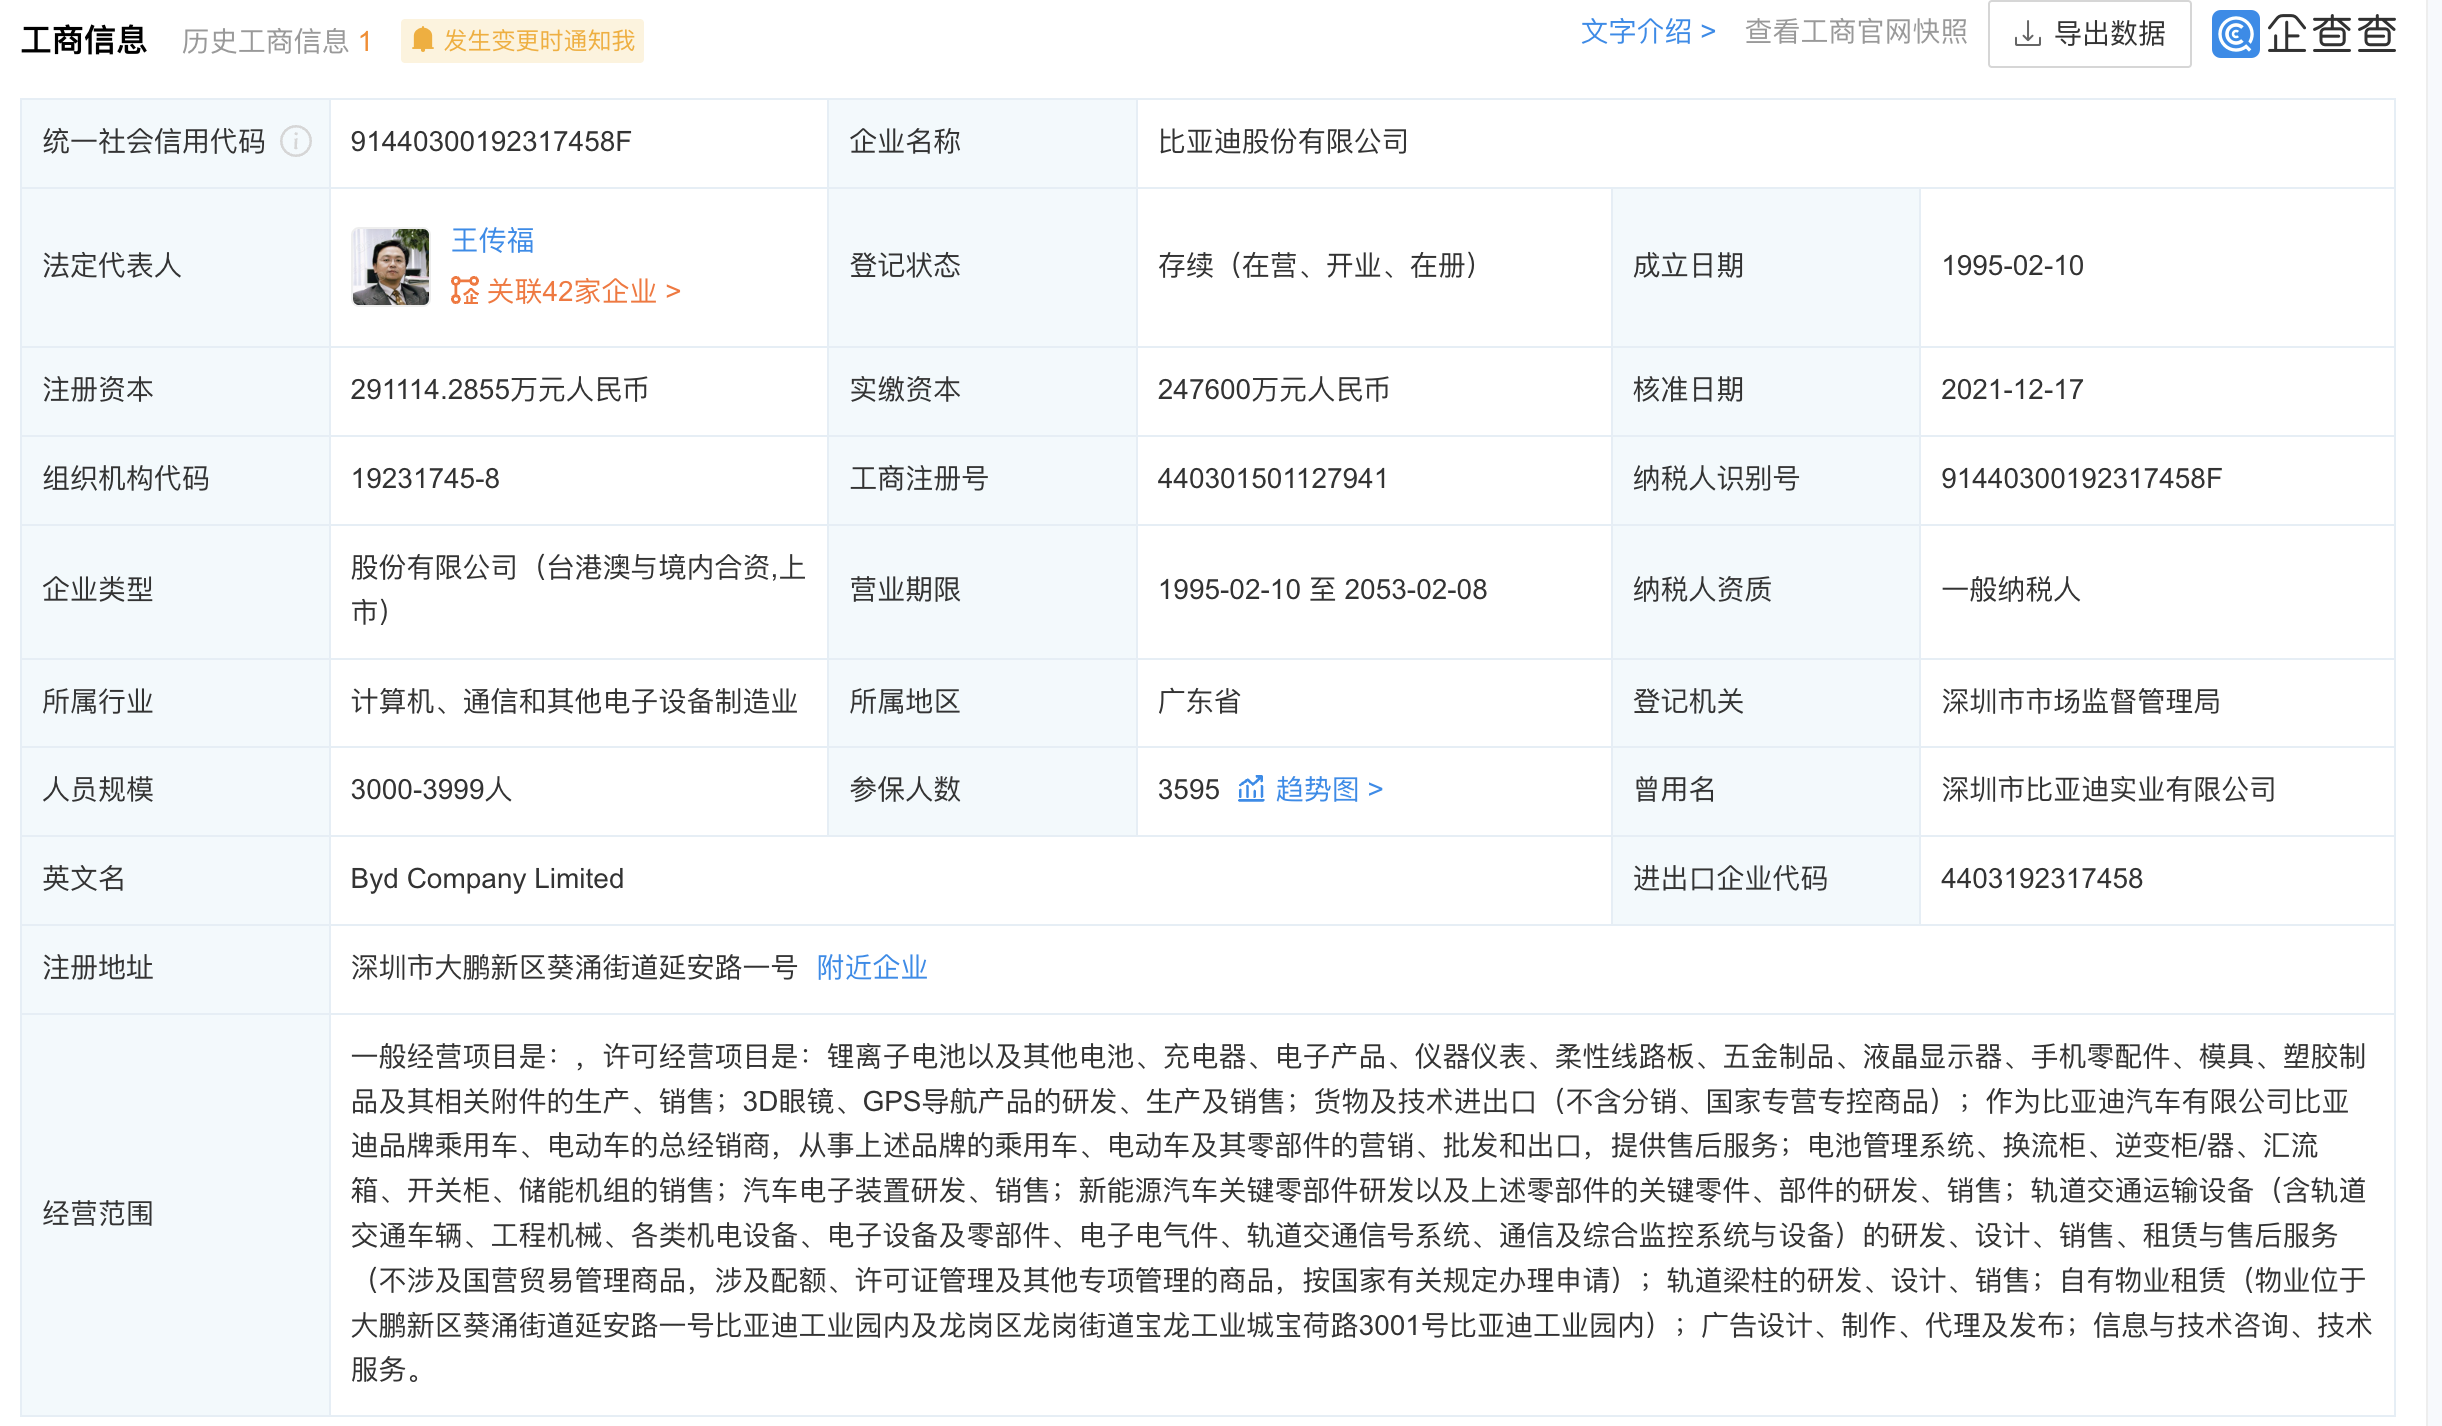 工商信息 历史工商信息 1 发生变更时通知我 文字介绍 > 查看工商官网快照 导出数据 企查查
统一社会信用代码 91440300192317458F 企业名称 比亚迪股份有限公司
法定代表人 王传福 登记状态 存续（在营、开业、在册） 成立日期 1995-02-10
关联42家企业 >
注册资本 291114.2855万元人民币 实缴资本 247600万元人民币 核准日期 2021-12-17
组织机构代码 19231745-8 工商注册号 440301501127941 纳税人识别号 91440300192317458F
企业类型 股份有限公司（台港澳与境内合资,上
市） 营业期限 1995-02-10 至 2053-02-08 纳税人资质 一般纳税人
所属行业 计算机、通信和其他电子设备制造业 所属地区 广东省 登记机关 深圳市市场监督管理局
人员规模 3000-3999人 参保人数 3595 趋势图 > 曾用名 深圳市比亚迪实业有限公司
英文名 Byd Company Limited 进出口企业代码 4403192317458
注册地址 深圳市大鹏新区葵涌街道延安路一号 附近企业
经营范围
一般经营项目是：，许可经营项目是：锂离子电池以及其他电池、充电器、电子产品、仪器仪表、柔性线路板、五金制品、液晶显示器、手机零配件、模具、塑胶制
品及其相关附件的生产、销售；3D眼镜、GPS导航产品的研发、生产及销售；货物及技术进出口（不含分销、国家专营专控商品）；作为比亚迪汽车有限公司比亚
迪品牌乘用车、电动车的总经销商，从事上述品牌的乘用车、电动车及其零部件的营销、批发和出口，提供售后服务；电池管理系统、换流柜、逆变柜/器、汇流
箱、开关柜、储能机组的销售；汽车电子装置研发、销售；新能源汽车关键零部件研发以及上述零部件的关键零件、部件的研发、销售；轨道交通运输设备（含轨道
交通车辆、工程机械、各类机电设备、电子设备及零部件、电子电气件、轨道交通信号系统、通信及综合监控系统与设备）的研发、设计、销售、租赁与售后服务
（不涉及国营贸易管理商品，涉及配额、许可证管理及其他专项管理的商品，按国家有关规定办理申请）；轨道梁柱的研发、设计、销售；自有物业租赁（物业位于
大鹏新区葵涌街道延安路一号比亚迪工业园内及龙岗区龙岗街道宝龙工业城宝荷路3001号比亚迪工业园内）；广告设计、制作、代理及发布；信息与技术咨询、技术
服务。